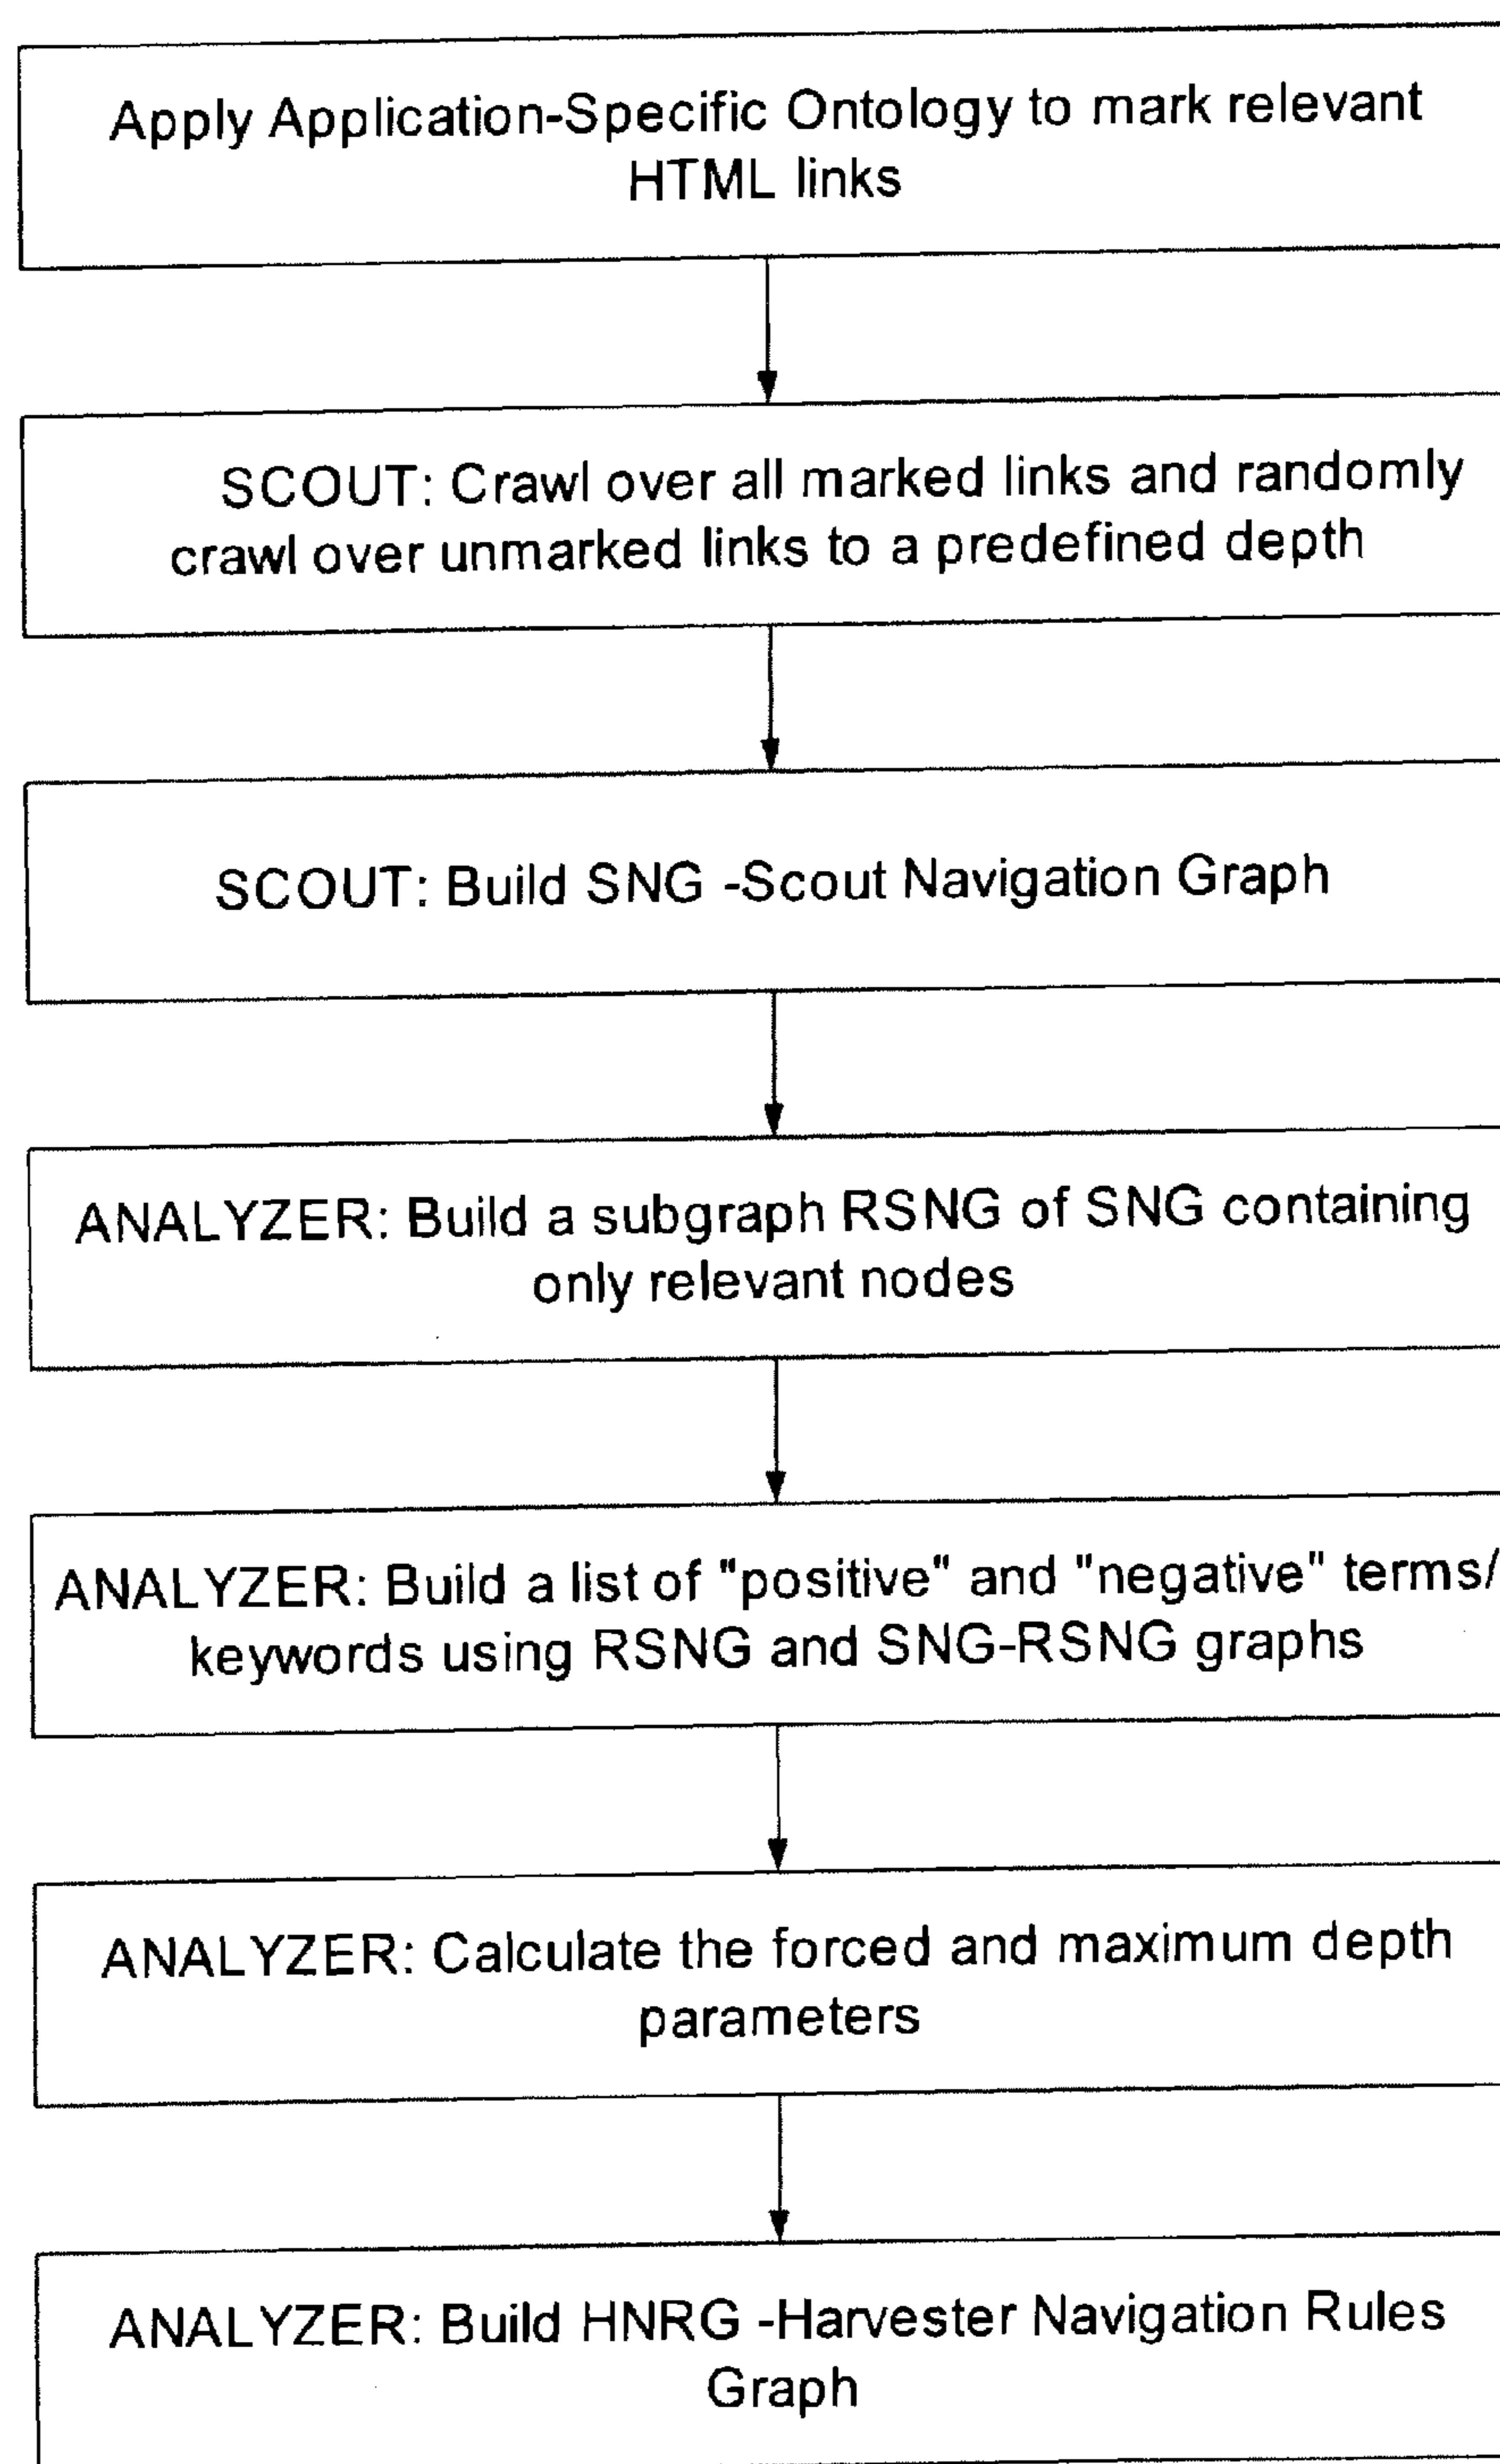 Apply Application-Specific Ontology to mark relevant
HTML links
SCOUT: Crawl over all marked links and randomly
crawl over unmarked links to a predefined depth
SCOUT: Build SNG -Scout Navigation Graph
ANALYZER: Build a subgraph RSNG of SNG containing
only relevant nodes
ANALYZER: Build a list of "positive" and "negative" terms/
keywords using RSNG and SNG-RSNG graphs
ANALYZER: Calculate the forced and maximum depth
parameters
ANALYZER: Build HNRG -Harvester Navigation Rules
Graph